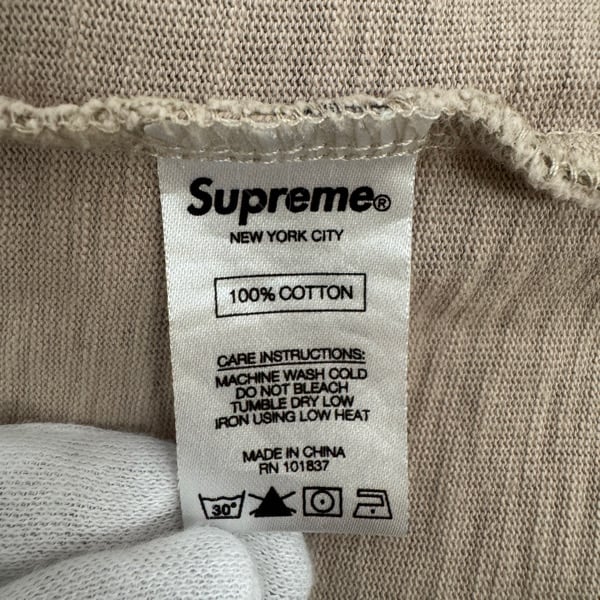 Supreme®
NEW YORK CITY
100% COTTON
CARE INSTRUCTIONS:
MACHINE WASH COLD
DO NOT BLEACH
TUMBLE DRY LOW
IRON USING LOW HEAT
MADE IN CHINA
RN 101837
30°